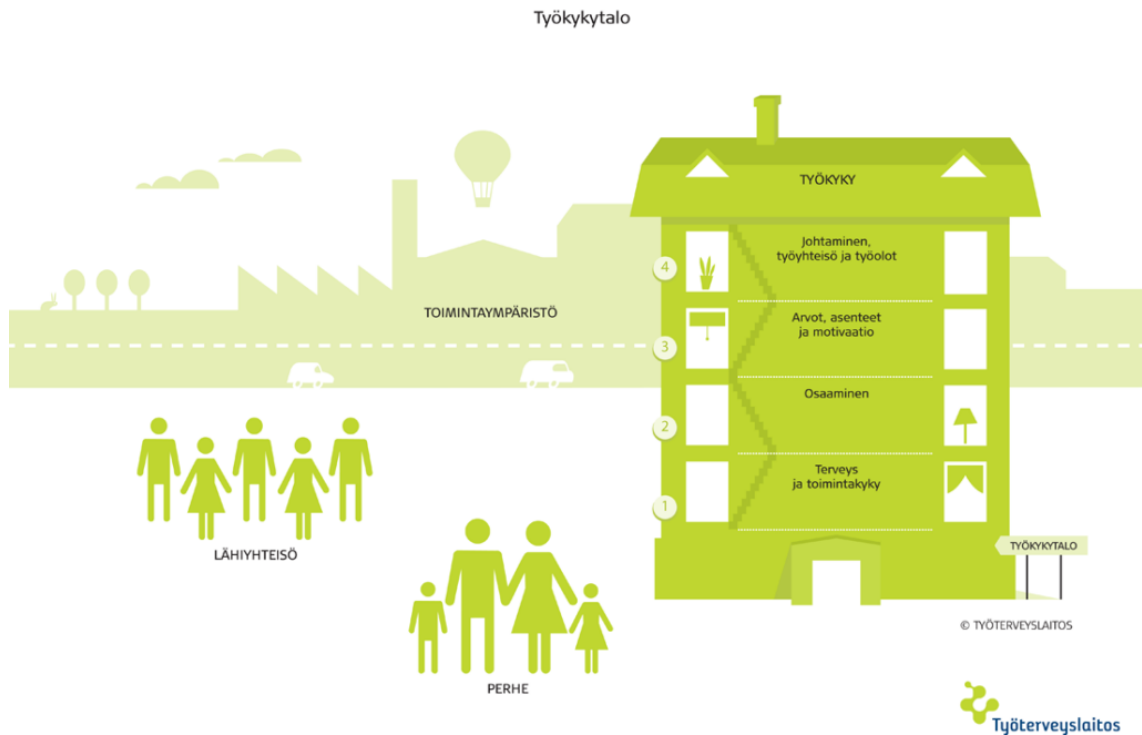 Työkykytalo
TYÖKYKY
4
Johtaminen,
työyhteisö ja työolot
TOIMINTAYMPÄRISTÖ
3
Arvot, asenteet
ja motivaatio
2
Osaaminen
1
Terveys
ja toimintakyky
LÄHIYHTEISÖ
TYÖKYKYTALO
© TYÖTERVEYSLAITOS
PERHE
Työterveyslaitos